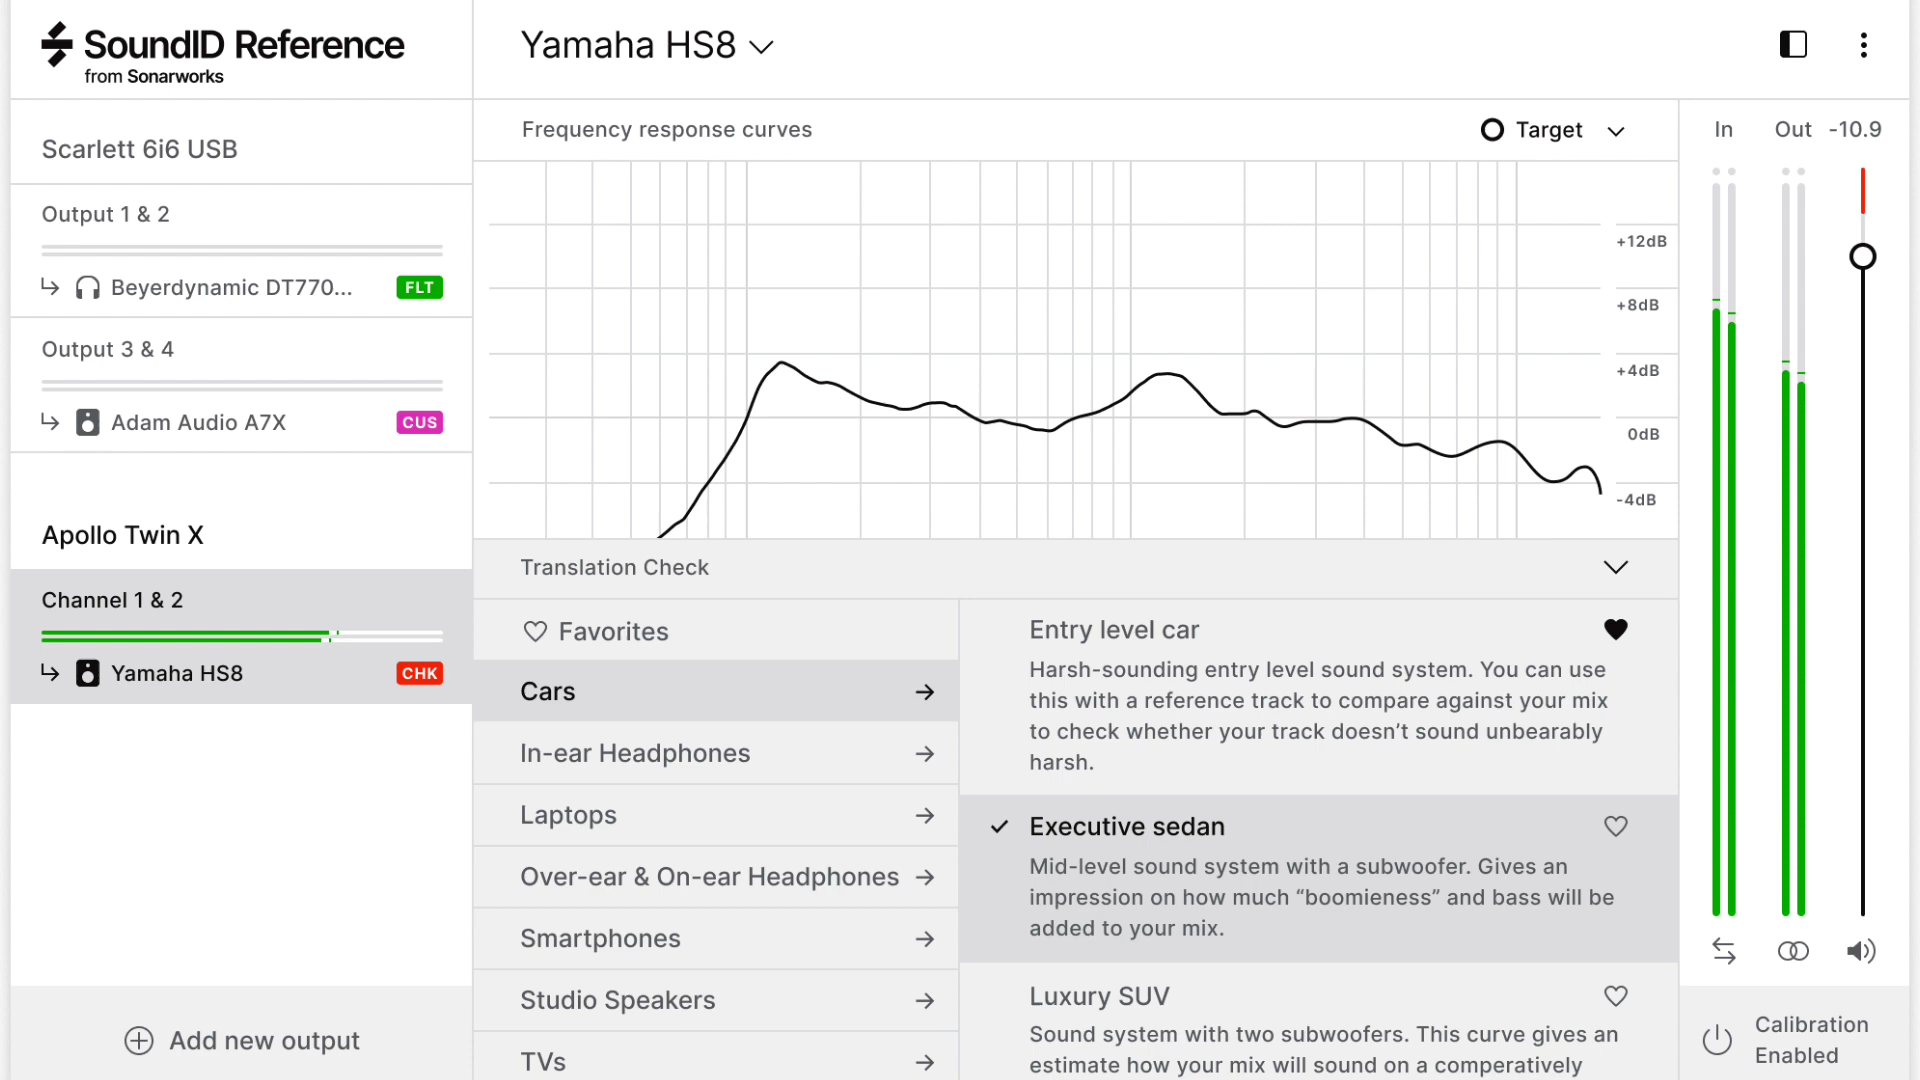 SoundID Reference
from Sonarworks
Yamaha HS8
Scarlett 6i6 USB
Output 1 & 2
Beyerdynamic DT770...
FLT
Output 3 & 4
Adam Audio A7X
CUS
Apollo Twin X
Channel 1 & 2
Yamaha HS8
CHK
Add new output
Frequency response curves
Target
+12dB
+8dB
+4dB
0dB
-4dB
Translation Check
Favorites
Cars
In-ear Headphones
Laptops
Over-ear & On-ear Headphones
Smartphones
Studio Speakers
TVs
Entry level car
Harsh-sounding entry level sound system. You can use
this with a reference track to compare against your mix
to check whether your track doesn’t sound unbearably
harsh.
Executive sedan
Mid-level sound system with a subwoofer. Gives an
impression on how much “boomieness” and bass will be
added to your mix.
Luxury SUV
Sound system with two subwoofers. This curve gives an
estimate how your mix will sound on a comperatively
In
Out
-10.9
Calibration
Enabled